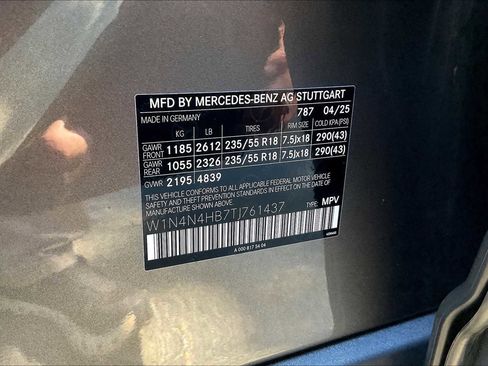 MFD BY MERCEDES-BENZ AG STUTTGART
MADE IN GERMANY 787 04/25
KG LB TIRES RIM SIZE COLD KPA (PSI)
GAWR FRONT 1185 2612 235/55 R18 7.5Jx18 290(43)
GAWR REAR 1055 2326 235/55 R18 7.5Jx18 290(43)
GVWR 2195 4839
THIS VEHICLE CONFORMS TO ALL APPLICABLE FEDERAL MOTOR VEHICLE
SAFETY AND THEFT PREVENTION STANDARDS IN EFFECT ON THE DATE OF
MANUFACTURE SHOWN ABOVE.
W1N4N4HB7TJ761437 TYPE: MPV
A 000 817 54 04